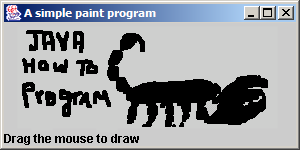 A simple paint program
JAVA
HOW TO
Program
Drag the mouse to draw